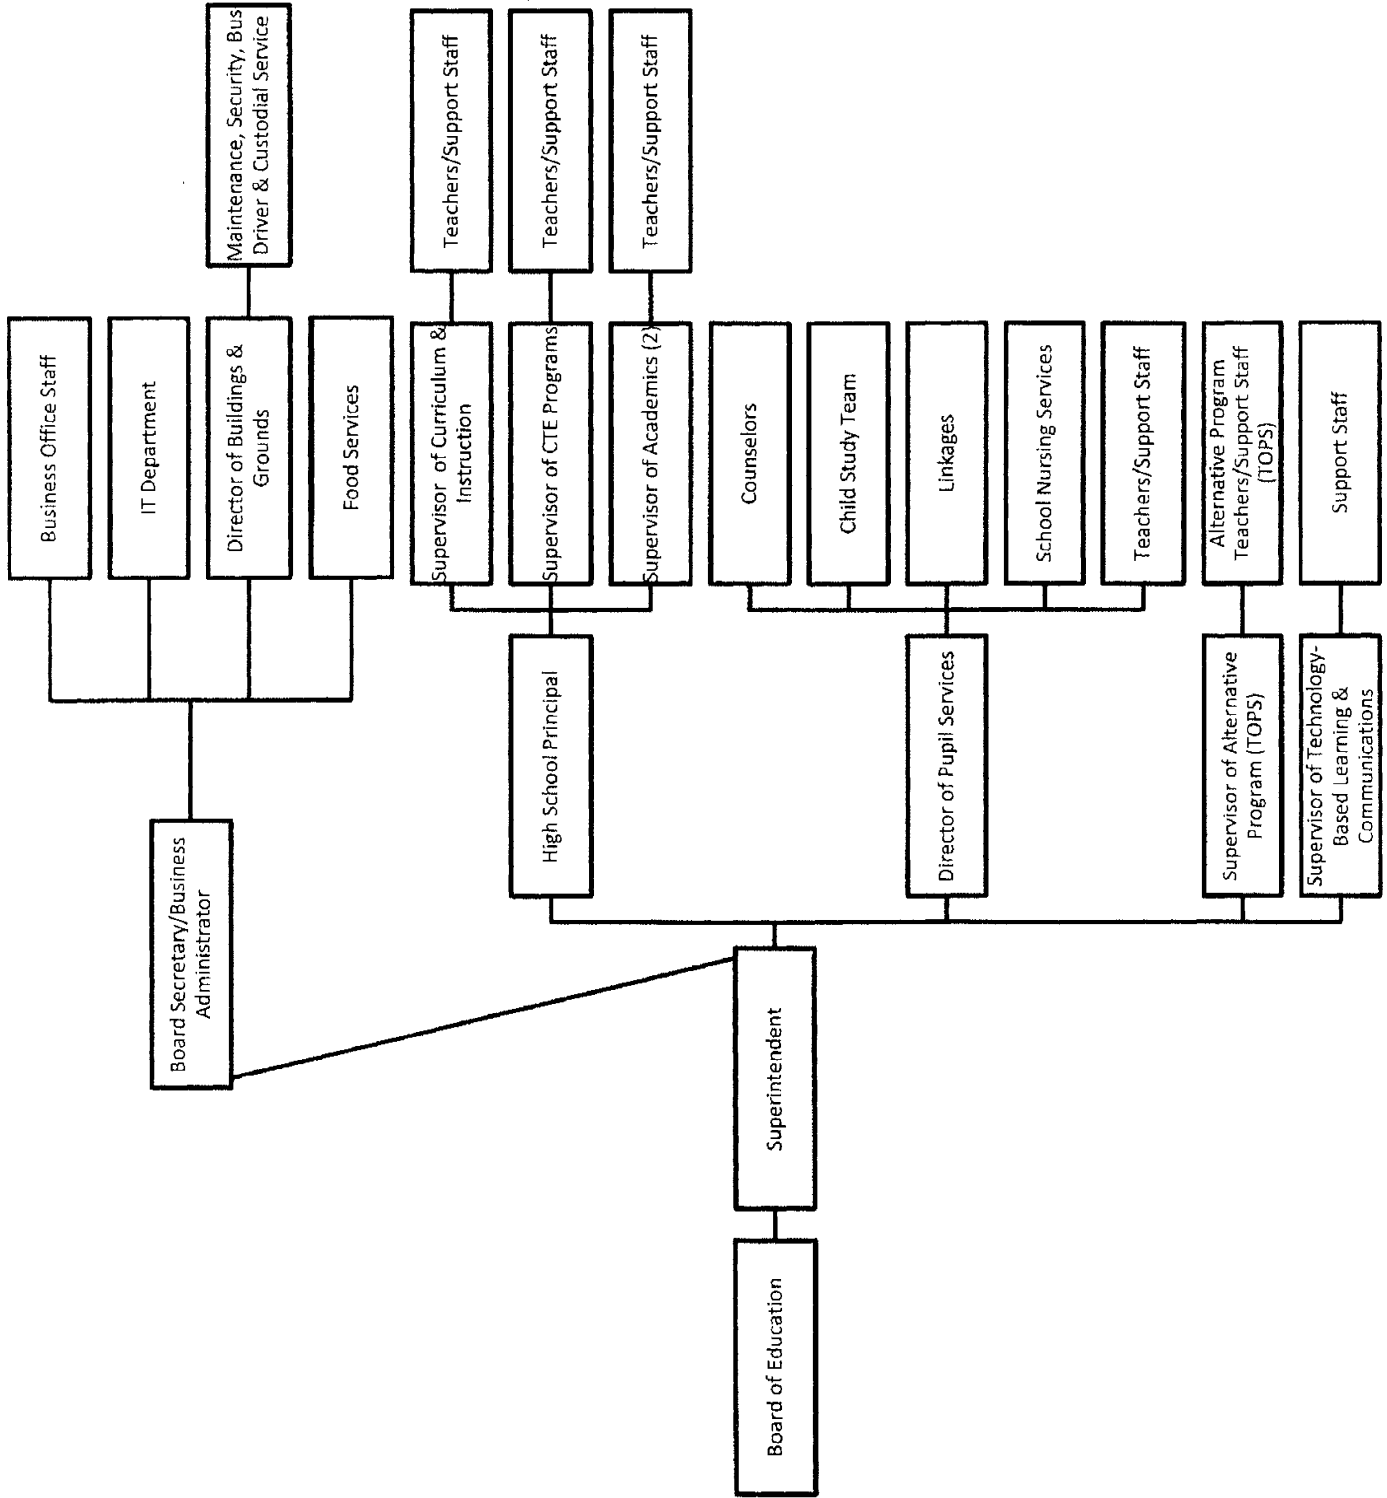 Board of Education
Superintendent
Board Secretary/Business
Administrator
Business Office Staff
IT Department
Director of Buildings &
Grounds
Maintenance, Security, Bus
Driver & Custodial Service
Food Services
High School Principal
Supervisor of Curriculum &
Instruction
Teachers/Support Staff
Supervisor of CTE Programs
Teachers/Support Staff
Supervisor of Academics (2)
Teachers/Support Staff
Director of Pupil Services
Counselors
Child Study Team
Linkages
School Nursing Services
Teachers/Support Staff
Supervisor of Alternative
Program (TOPS)
Alternative Program
Teachers/Support Staff
(TOPS)
Supervisor of Technology-
Based Learning &
Communications
Support Staff